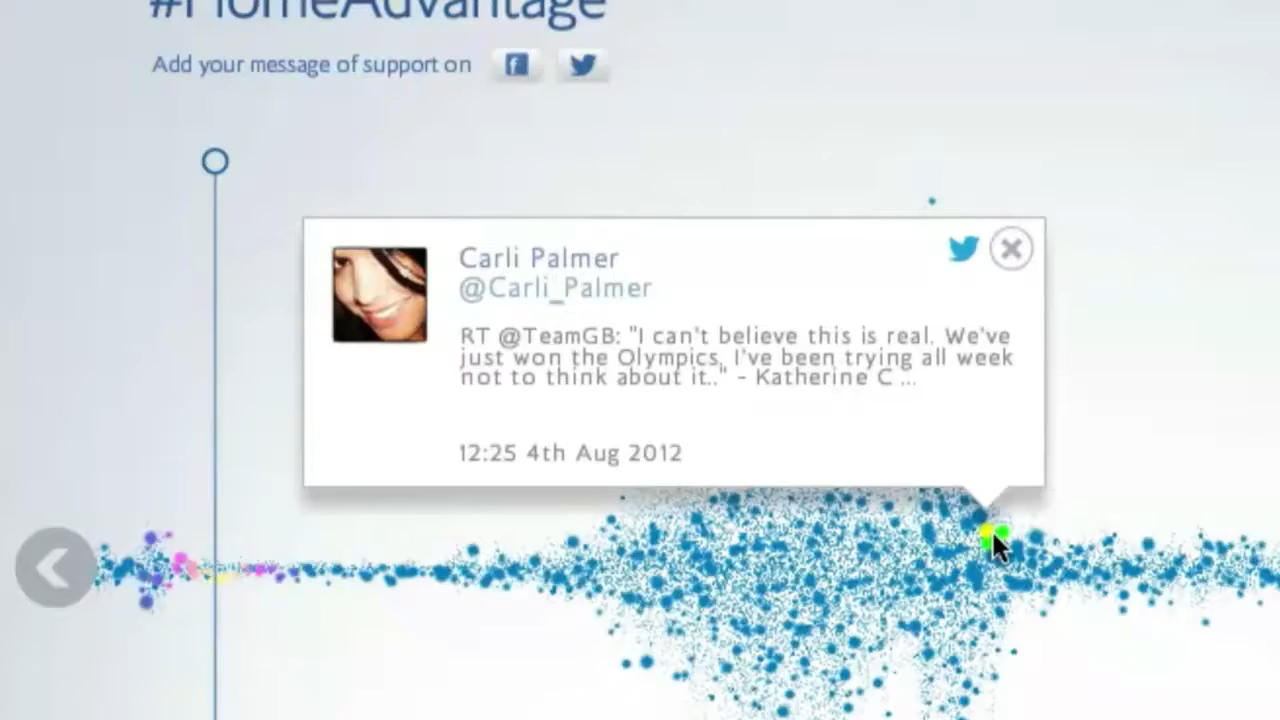 #HomeAdvantage
Add your message of support on
Carli Palmer
@Carli_Palmer
RT @TeamGB: "I can't believe this is real. We've
just won the Olympics, I've been trying all week
not to think about it.." - Katherine C ...
12:25 4th Aug 2012